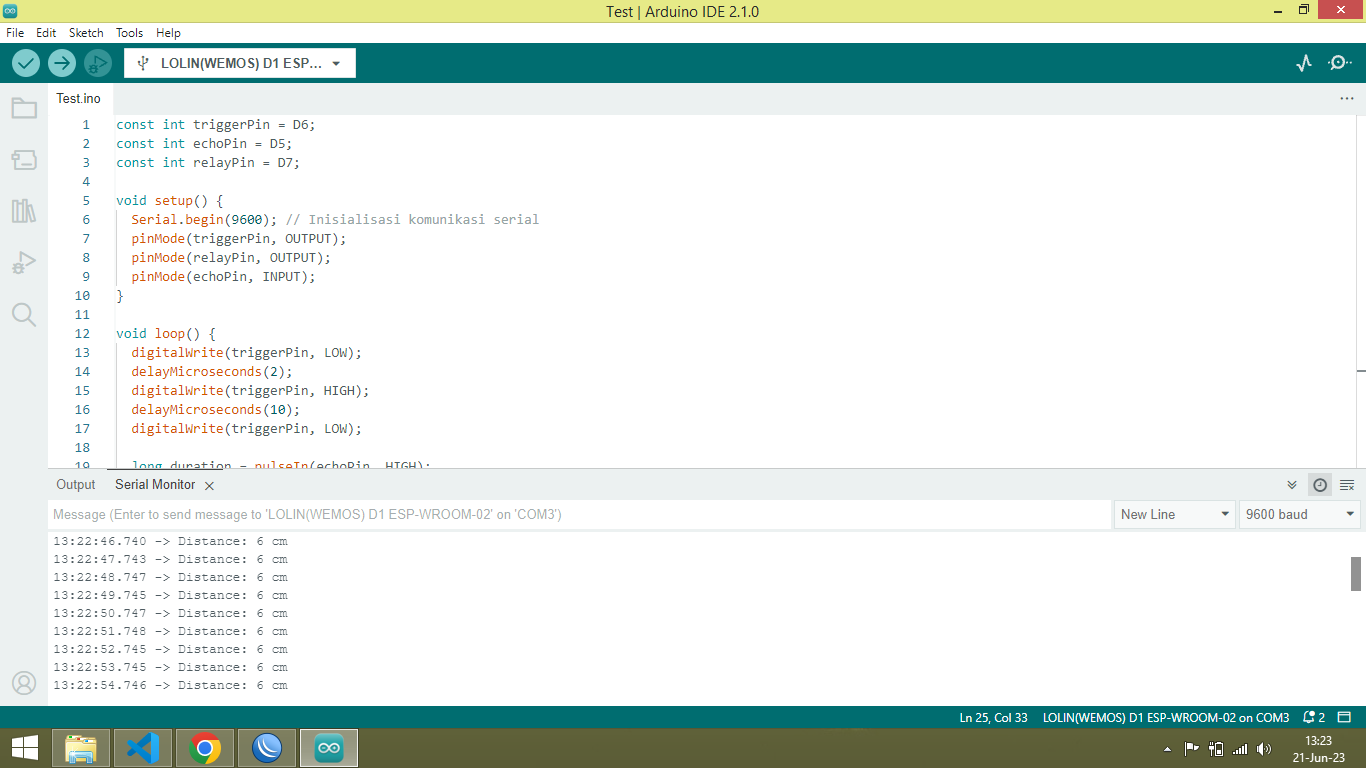 Test | Arduino IDE 2.1.0
File Edit Sketch Tools Help
LOLIN(WEMOS) D1 ESP...
Test.ino
1 const int triggerPin = D6;
2 const int echoPin = D5;
3 const int relayPin = D7;
4
5 void setup() {
6 Serial.begin(9600); // Inisialisasi komunikasi serial
7 pinMode(triggerPin, OUTPUT);
8 pinMode(relayPin, OUTPUT);
9 pinMode(echoPin, INPUT);
10 }
11
12 void loop() {
13 digitalWrite(triggerPin, LOW);
14 delayMicroseconds(2);
15 digitalWrite(triggerPin, HIGH);
16 delayMicroseconds(10);
17 digitalWrite(triggerPin, LOW);
18
19 long duration = pulseIn(echoPin, HIGH);
Output Serial Monitor
Message (Enter to send message to 'LOLIN(WEMOS) D1 ESP-WROOM-02' on 'COM3') New Line 9600 baud
13:22:46.740 -> Distance: 6 cm
13:22:47.743 -> Distance: 6 cm
13:22:48.747 -> Distance: 6 cm
13:22:49.745 -> Distance: 6 cm
13:22:50.747 -> Distance: 6 cm
13:22:51.748 -> Distance: 6 cm
13:22:52.745 -> Distance: 6 cm
13:22:53.745 -> Distance: 6 cm
13:22:54.746 -> Distance: 6 cm
Ln 25, Col 33 LOLIN(WEMOS) D1 ESP-WROOM-02 on COM3 2
13:23
21-Jun-23